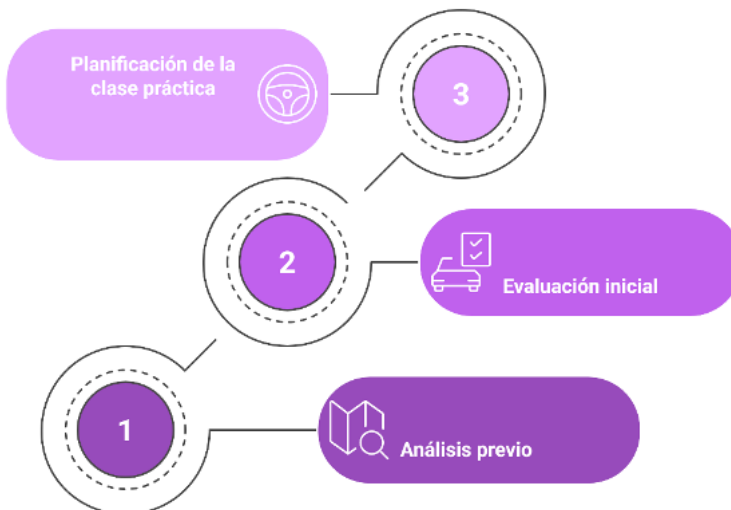 Planificación de la
clase práctica
3
2
Evaluación inicial
1
Análisis previo